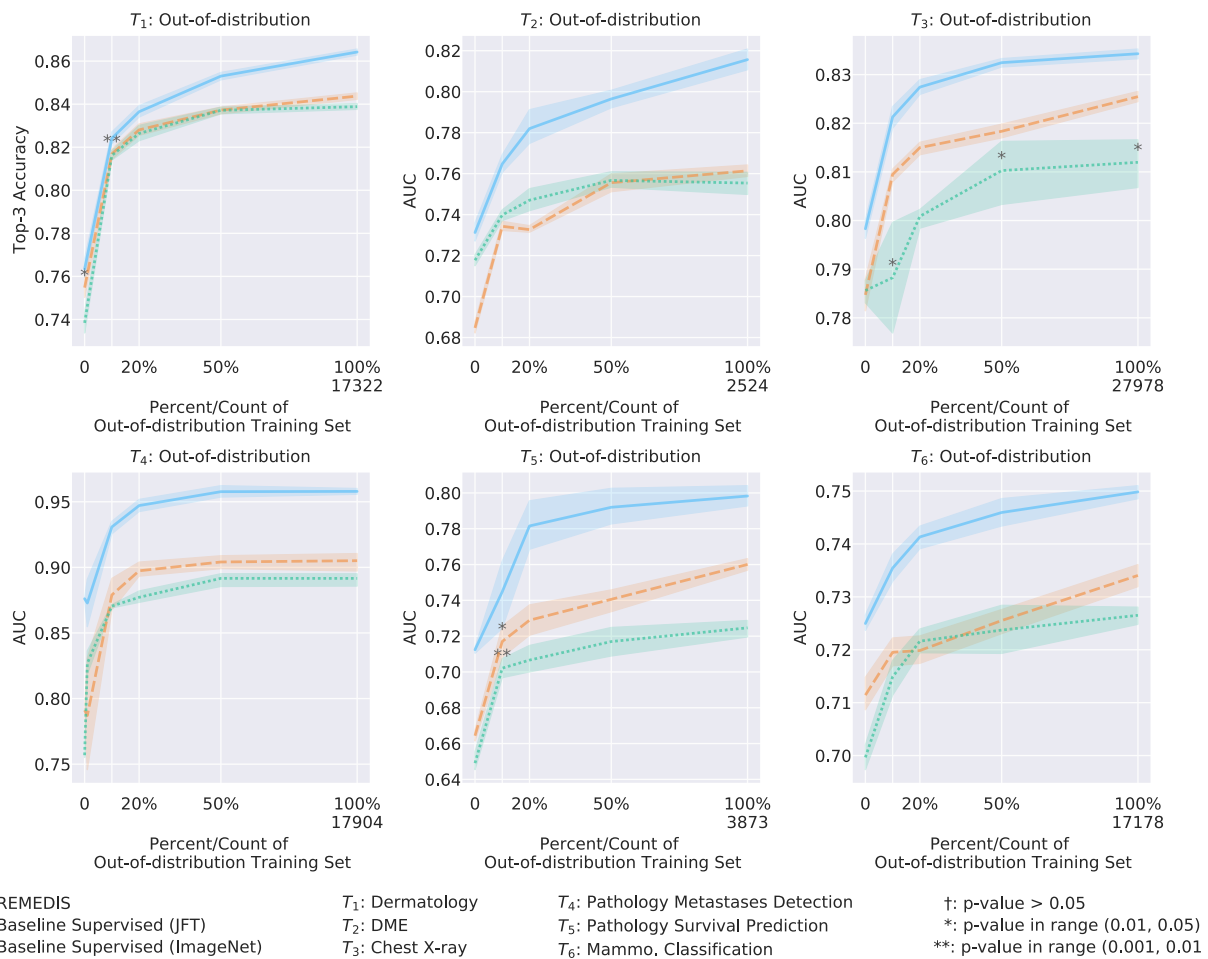 T1: Out-of-distribution
T2: Out-of-distribution
T3: Out-of-distribution
Top-3 Accuracy
0.86
0.84
0.82
0.80
0.78
0.76
0.74
*
**
0
20%
50%
100%
17322
Percent/Count of
Out-of-distribution Training Set
AUC
0.82
0.80
0.78
0.76
0.74
0.72
0.70
0.68
0
20%
50%
100%
2524
Percent/Count of
Out-of-distribution Training Set
AUC
0.83
0.82
0.81
0.80
0.79
0.78
*
*
*
0
20%
50%
100%
27978
Percent/Count of
Out-of-distribution Training Set
T4: Out-of-distribution
T5: Out-of-distribution
T6: Out-of-distribution
AUC
0.95
0.90
0.85
0.80
0.75
0
20%
50%
100%
17904
Percent/Count of
Out-of-distribution Training Set
AUC
0.80
0.78
0.76
0.74
0.72
0.70
0.68
0.66
0.64
*
**
0
20%
50%
100%
3873
Percent/Count of
Out-of-distribution Training Set
AUC
0.75
0.74
0.73
0.72
0.71
0.70
0
20%
50%
100%
17178
Percent/Count of
Out-of-distribution Training Set
REMEDIS
Baseline Supervised (JFT)
Baseline Supervised (ImageNet)
T1: Dermatology
T2: DME
T3: Chest X-ray
T4: Pathology Metastases Detection
T5: Pathology Survival Prediction
T6: Mammo, Classification
†: p-value > 0.05
*: p-value in range (0.01, 0.05)
**: p-value in range (0.001, 0.01